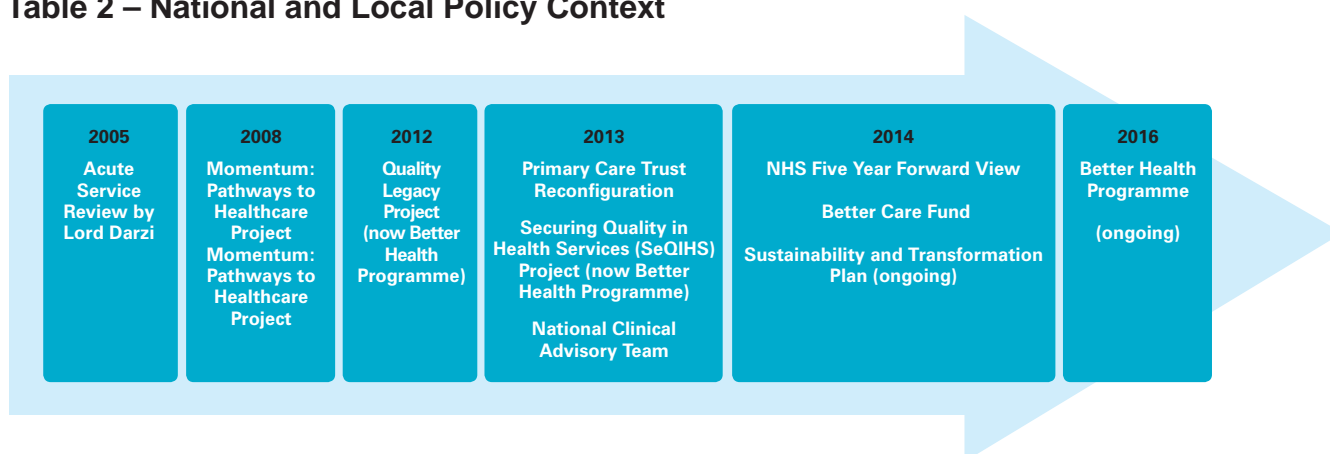 Table 2 – National and Local Policy Context
2005
Acute
Service
Review by
Lord Darzi
2008
Momentum:
Pathways to
Healthcare
Project
Momentum:
Pathways to
Healthcare
Project
2012
Quality
Legacy
Project
(now Better
Health
Programme)
2013
Primary Care Trust
Reconfiguration
Securing Quality in
Health Services (SeQIHS)
Project (now Better
Health Programme)
National Clinical
Advisory Team
2014
NHS Five Year Forward View
Better Care Fund
Sustainability and Transformation
Plan (ongoing)
2016
Better Health
Programme
(ongoing)